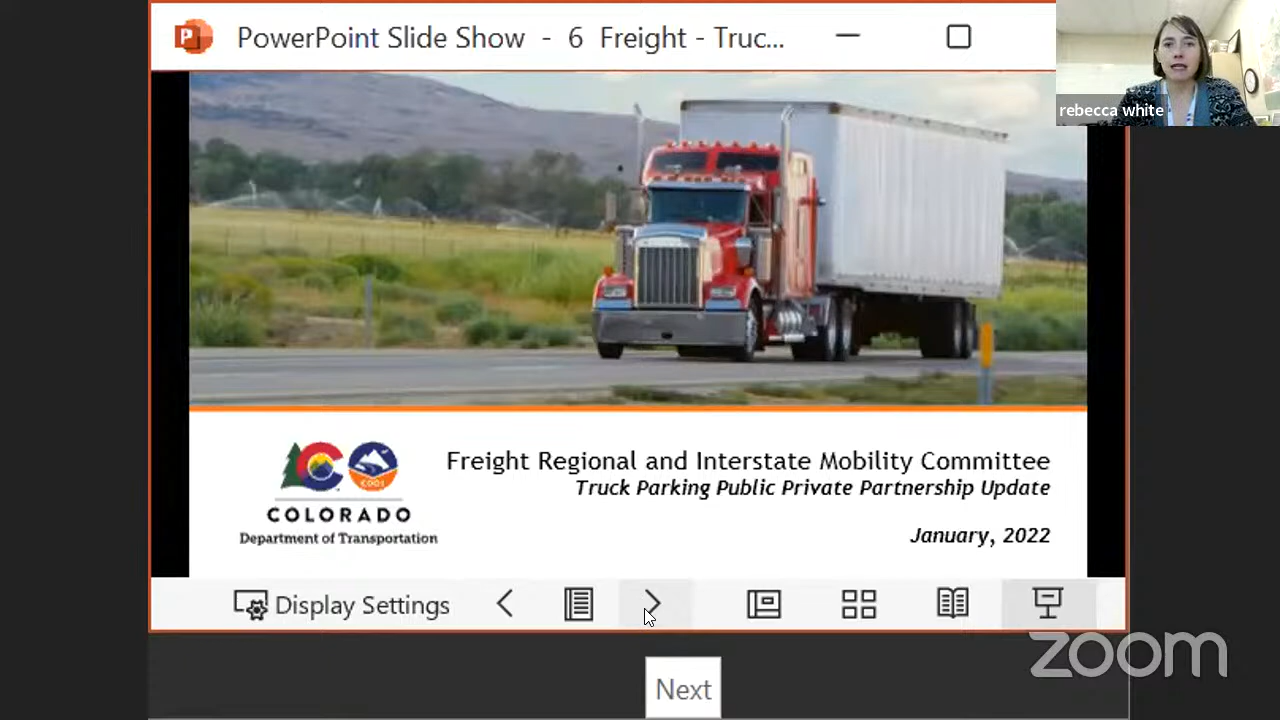 PowerPoint Slide Show - 6 Freight - Truc...
rebecca white
CDOT
COLORADO
Department of Transportation
Freight Regional and Interstate Mobility Committee
Truck Parking Public Private Partnership Update
January, 2022
Display Settings
Next
zoom